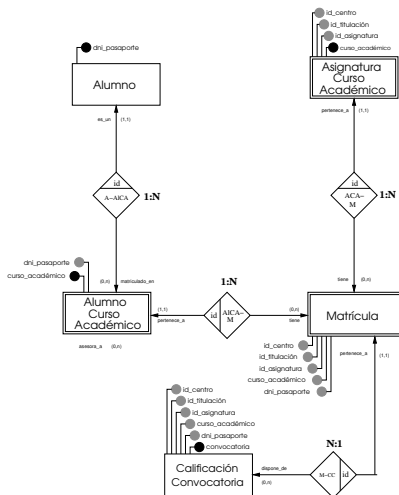 id_centro
id_titulación
id_asignatura
curso_académico
dni_pasaporte
Alumno
Asignatura
Curso
Académico
es_un (1,1)
pertenece_a (1,1)
id
A-AICA
1:N
id
ACA-
M
1:N
dni_pasaporte
curso_académico
(0,n) matriculado_en
tiene (0,n)
1:N
Alumno
Curso
Académico
(1,1)
pertenece_a
id
AICA-
M
(0,n)
tiene
Matrícula
asesora_a (0,n)
id_centro
id_titulación
id_asignatura
curso_académico
dni_pasaporte
pertenece_a
(1,1)
id_centro
id_titulación
id_asignatura
curso_académico
dni_pasaporte
convocatoria
N:1
Calificación
Convocatoria
dispone_de
(0,n)
M-CC
id